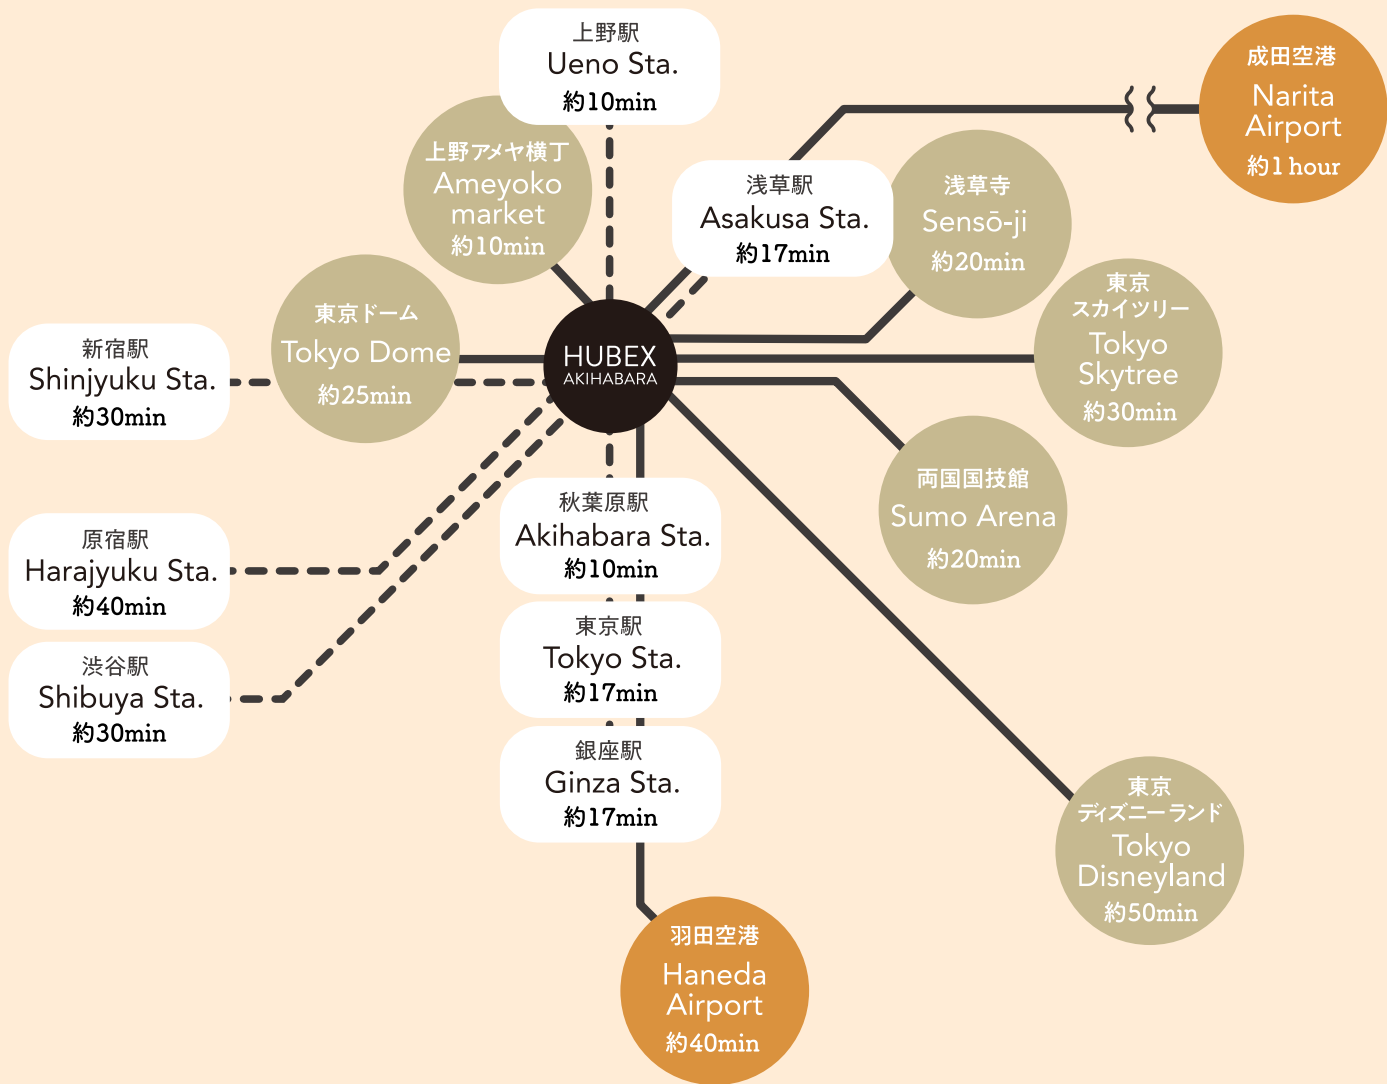 上野駅
Ueno Sta.
約10min
成田空港
Narita
Airport
約1 hour
上野アメヤ横丁
Ameyoko
market
約10min
浅草駅
Asakusa Sta.
約17min
浅草寺
Sensō-ji
約20min
東京ドーム
Tokyo Dome
約25min
東京
スカイツリー
Tokyo
Skytree
約30min
新宿駅
Shinjyuku Sta.
約30min
HUBEX
AKIHABARA
両国国技館
Sumo Arena
約20min
原宿駅
Harajyuku Sta.
約40min
秋葉原駅
Akihabara Sta.
約10min
東京駅
Tokyo Sta.
約17min
渋谷駅
Shibuya Sta.
約30min
銀座駅
Ginza Sta.
約17min
東京
ディズニーランド
Tokyo
Disneyland
約50min
羽田空港
Haneda
Airport
約40min